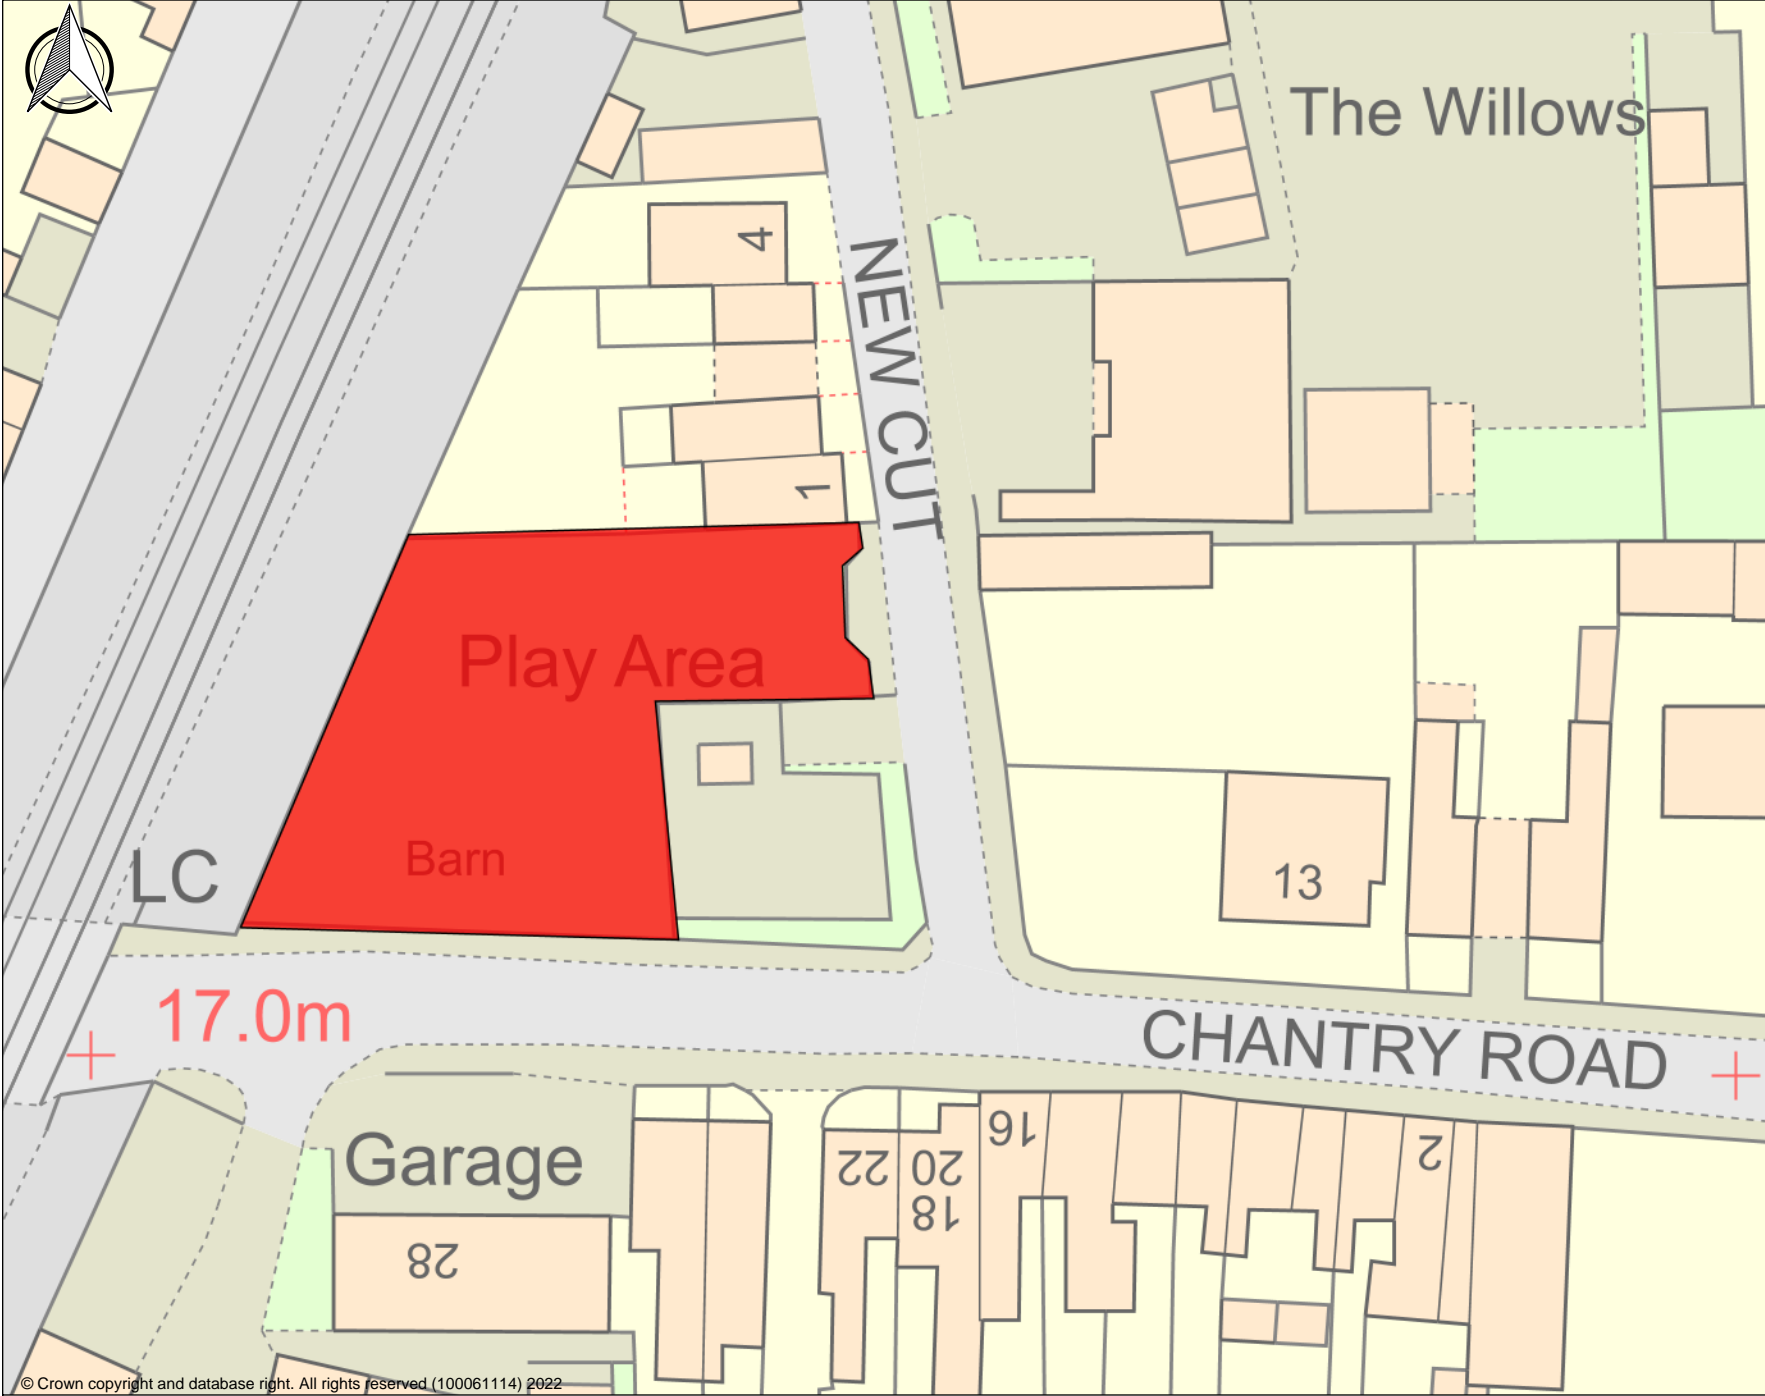 The Willows
4
NEW CUT
1
Play Area
Barn
LC
13
17.0m
CHANTRY ROAD
Garage
16
22
20
18
2
28
© Crown copyright and database right. All rights reserved (100061114) 2022